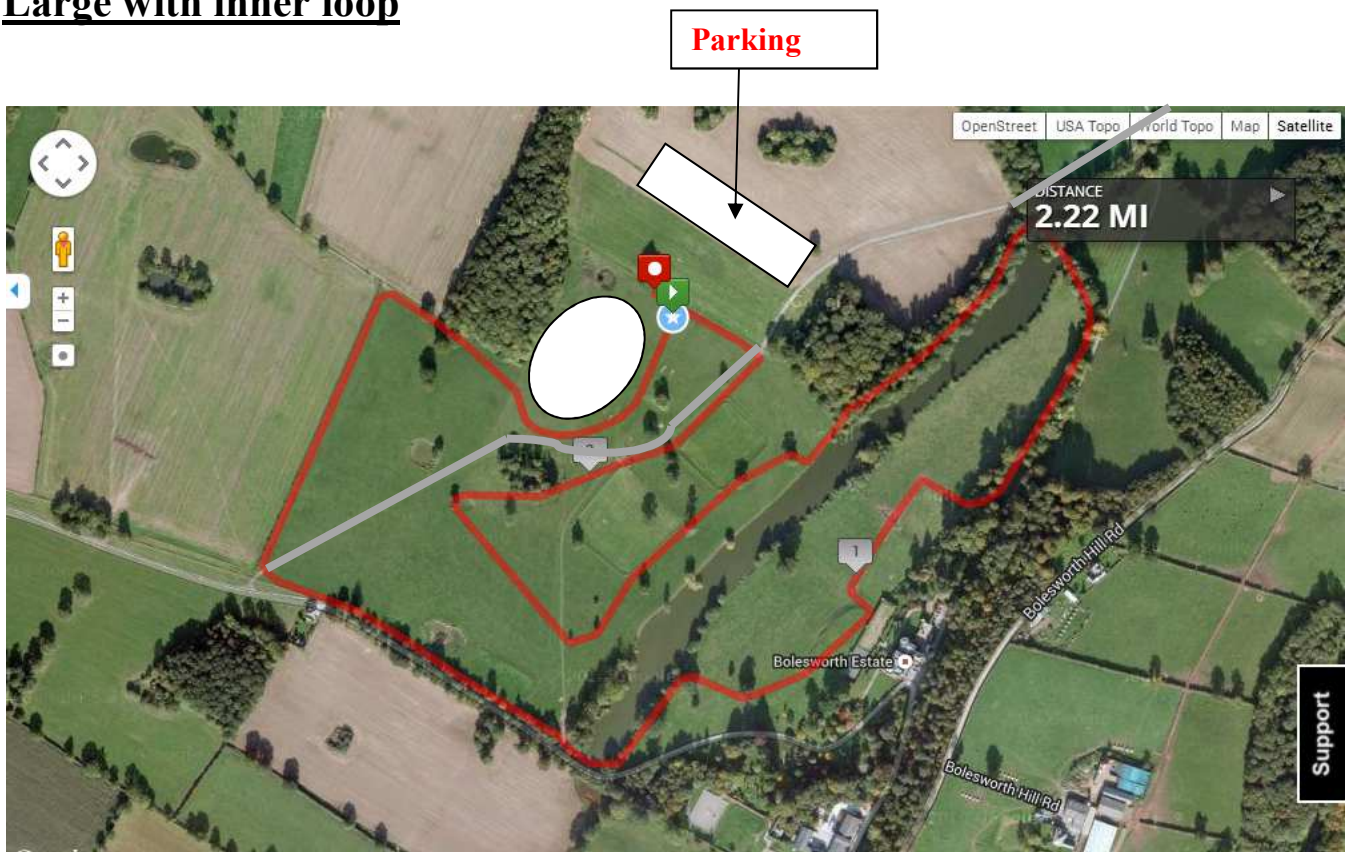 Large with inner loop
Parking
OpenStreet USA Topo World Topo Map Satellite
DISTANCE
2.22 MI
1
Bolesworth Hill Rd
Bolesworth Estate
Support
Bolesworth Hill Rd